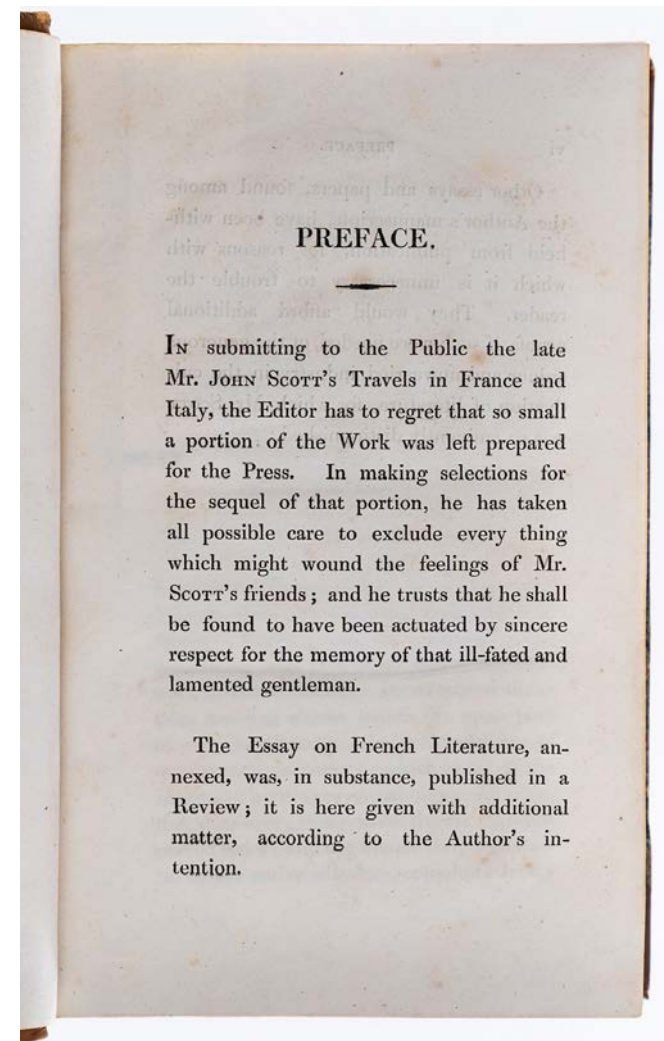 PREFACE.
IN submitting to the Public the late
Mr. JOHN SCOTT's Travels in France and
Italy, the Editor has to regret that so small
a portion of the Work was left prepared
for the Press. In making selections for
the sequel of that portion, he has taken
all possible care to exclude every thing
which might wound the feelings of Mr.
SCOTT's friends; and he trusts that he shall
be found to have been actuated by sincere
respect for the memory of that ill-fated and
lamented gentleman.
The Essay on French Literature, an-
nexed, was, in substance, published in a
Review; it is here given with additional
matter, according to the Author's in-
tention.